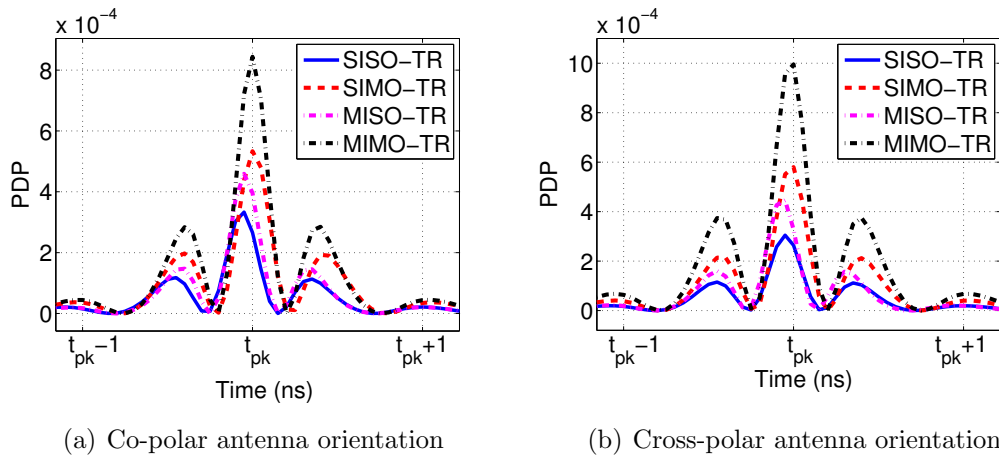 x 10⁻⁴
8
6
4
2
0
PDP
SISO−TR
SIMO−TR
MISO−TR
MIMO−TR
t_pk−1
t_pk
t_pk+1
Time (ns)
(a) Co-polar antenna orientation
x 10⁻⁴
10
8
6
4
2
0
PDP
SISO−TR
SIMO−TR
MISO−TR
MIMO−TR
t_pk−1
t_pk
t_pk+1
Time (ns)
(b) Cross-polar antenna orientation